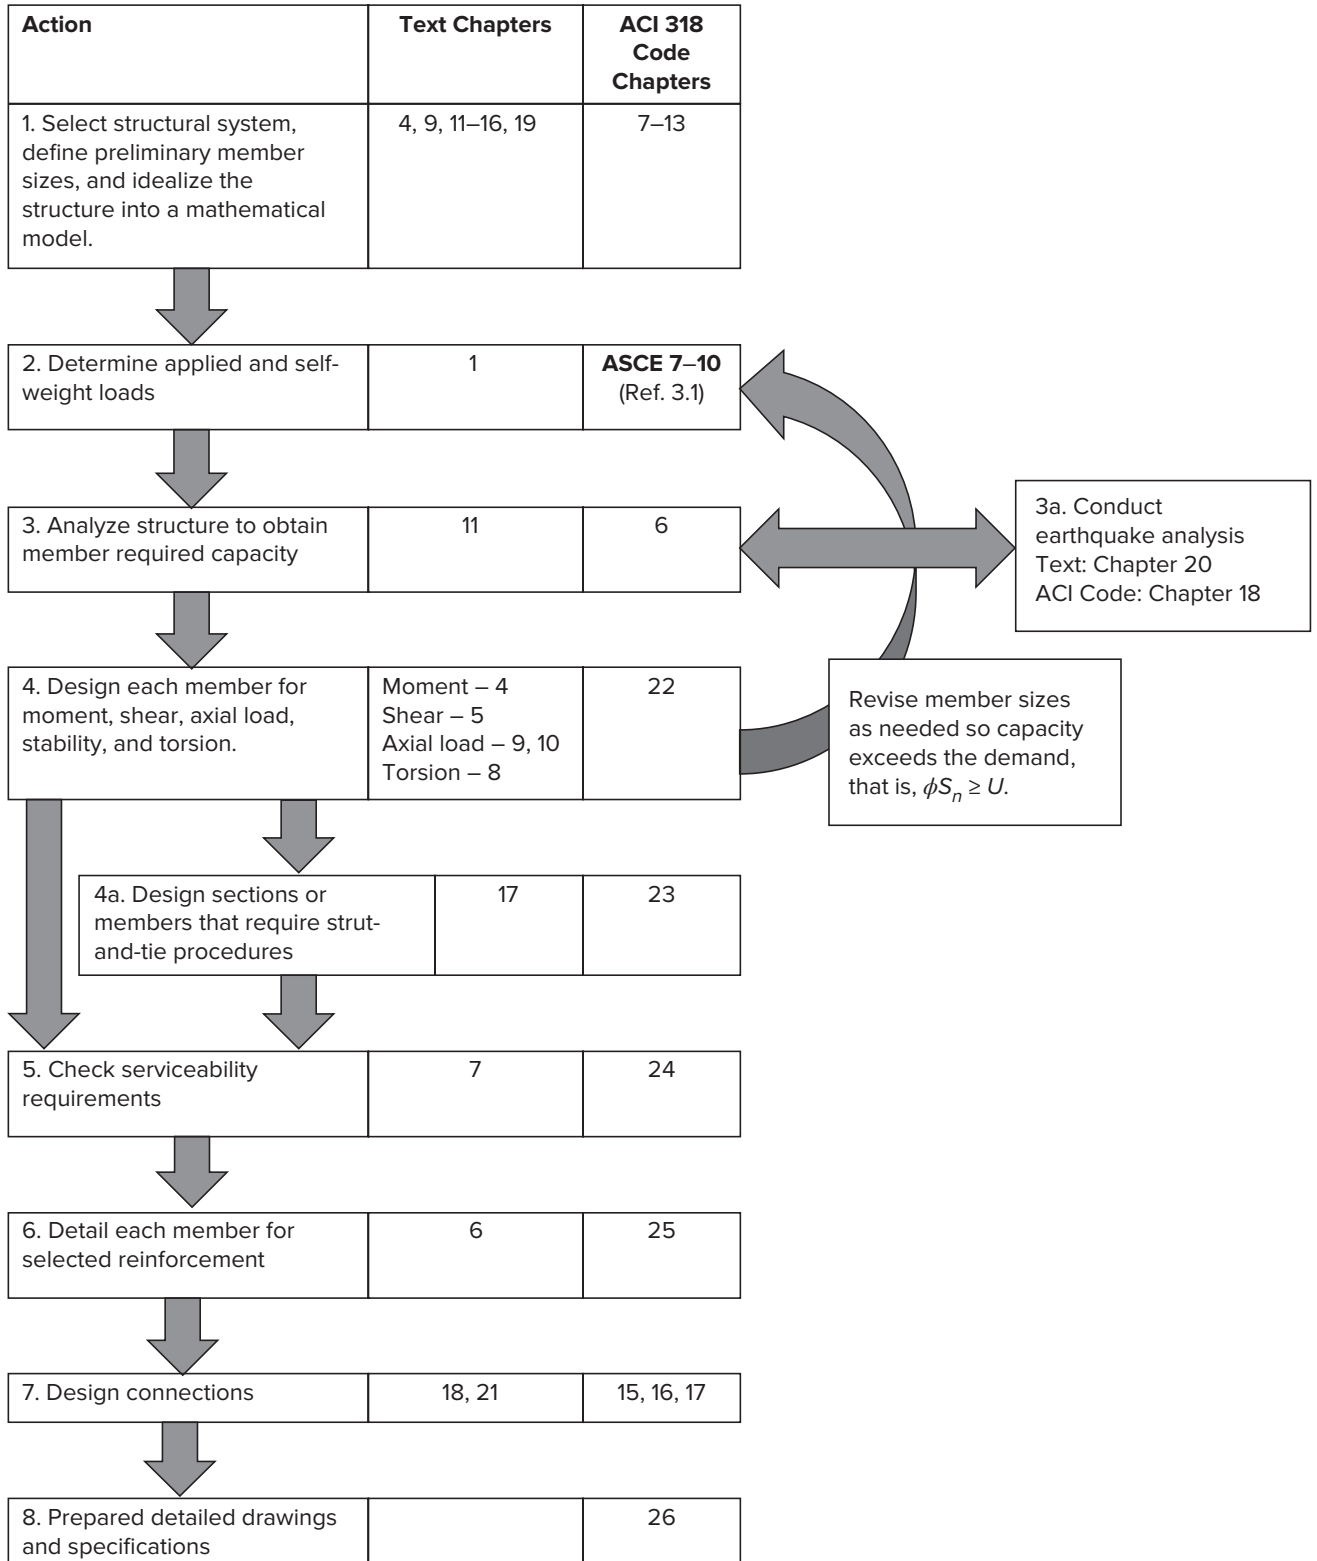 Action
Text Chapters
ACI 318
Code
Chapters
1. Select structural system,
define preliminary member
sizes, and idealize the
structure into a mathematical
model.
4, 9, 11–16, 19
7–13
2. Determine applied and self-
weight loads
1
ASCE 7–10
(Ref. 3.1)
3. Analyze structure to obtain
member required capacity
11
6
3a. Conduct
earthquake analysis
Text: Chapter 20
ACI Code: Chapter 18
4. Design each member for
moment, shear, axial load,
stability, and torsion.
Moment – 4
Shear – 5
Axial load – 9, 10
Torsion – 8
22
Revise member sizes
as needed so capacity
exceeds the demand,
that is, ϕSn ≥ U.
4a. Design sections or
members that require strut-
and-tie procedures
17
23
5. Check serviceability
requirements
7
24
6. Detail each member for
selected reinforcement
6
25
7. Design connections
18, 21
15, 16, 17
8. Prepared detailed drawings
and specifications
26